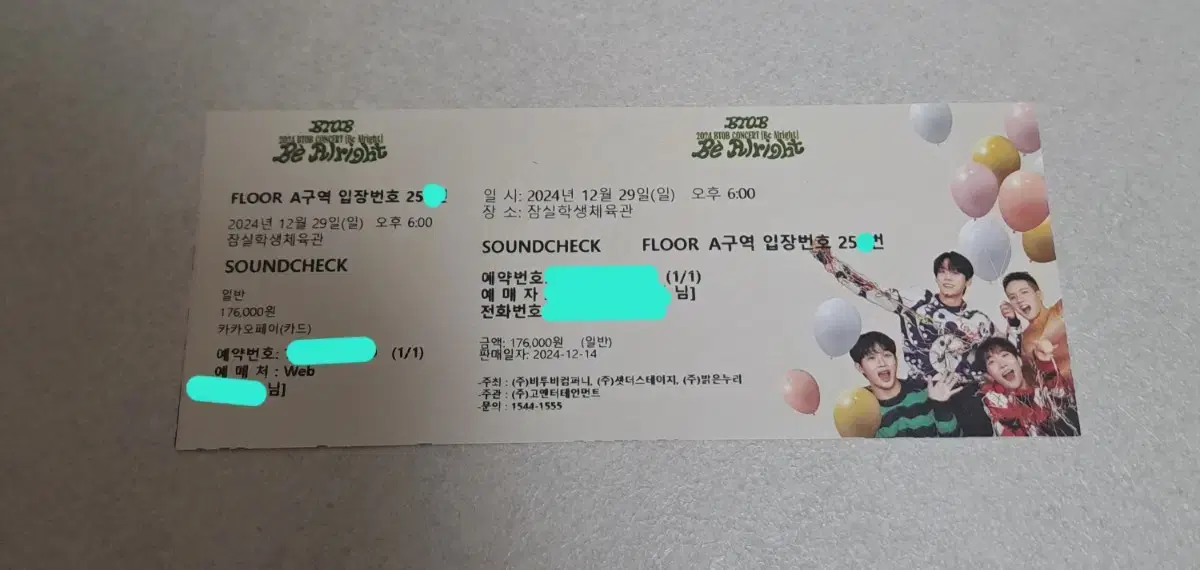 BTOB
2024 BTOB CONCERT [Be Alright]
Be Alright
FLOOR A구역 입장번호 25
2024년 12월 29일(일) 오후 6:00
잠실학생체육관
SOUNDCHECK
일반
176,000원
카카오페이(카드)
예약번호: (1/1)
예 매 처 : Web
님]
BTOB
2024 BTOB CONCERT [Be Alright]
Be Alright
일 시: 2024년 12월 29일(일) 오후 6:00
장 소: 잠실학생체육관
SOUNDCHECK FLOOR A구역 입장번호 25 번
예약번호 (1/1)
예 매 자 : 님]
전화번호
금액: 176,000원 (일반)
판매일자: 2024-12-14
-주최 : (주)비투비컴퍼니, (주)샛더스테이지, (주)밝은누리
-주관 : (주)고엔터테인먼트
-문의 : 1544-1555